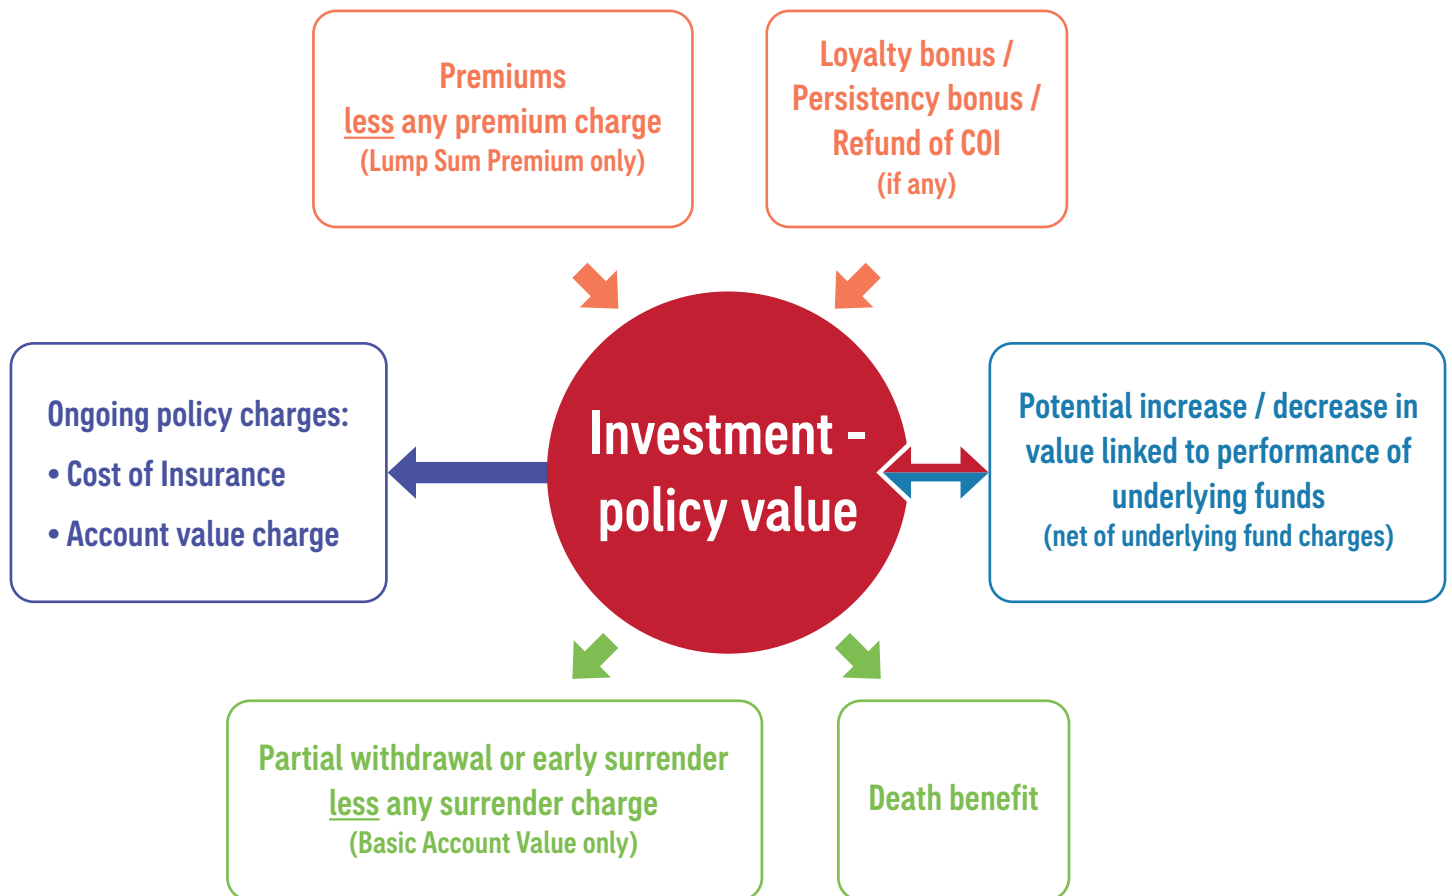 Premiums
less any premium charge
(Lump Sum Premium only)
Loyalty bonus /
Persistency bonus /
Refund of COI
(if any)
Ongoing policy charges:
• Cost of Insurance
• Account value charge
Investment -
policy value
Potential increase / decrease in
value linked to performance of
underlying funds
(net of underlying fund charges)
Partial withdrawal or early surrender
less any surrender charge
(Basic Account Value only)
Death benefit